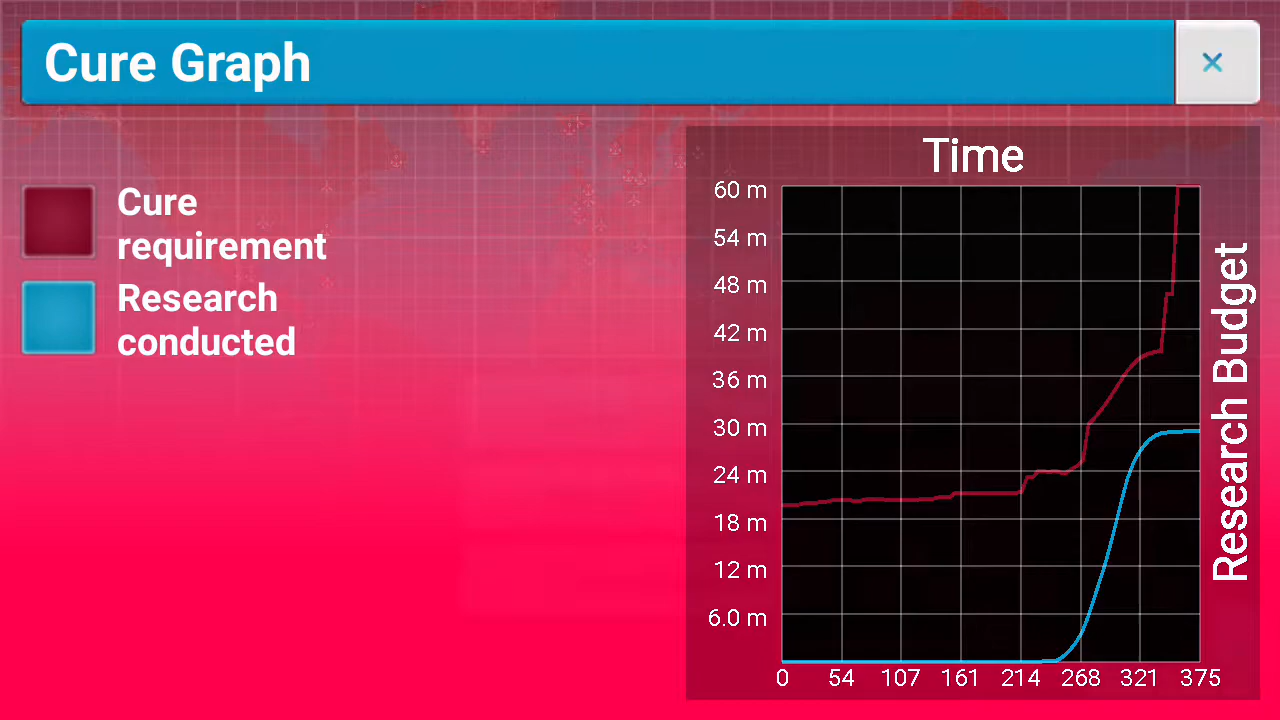 Cure Graph
×
Cure
requirement
Research
conducted
Time
60 m
54 m
48 m
42 m
36 m
30 m
24 m
18 m
12 m
6.0 m
0 54 107 161 214 268 321 375
Research Budget